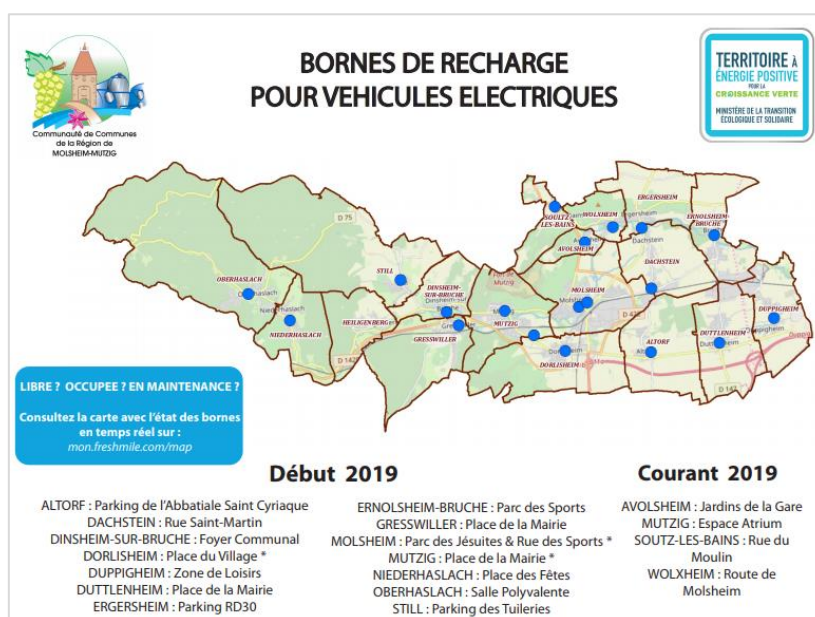 BORNES DE RECHARGE
POUR VEHICULES ELECTRIQUES
Communauté de Communes
de la Région de
MOLSHEIM-MUTZIG
TERRITOIRE À
ÉNERGIE POSITIVE
POUR LA
CROISSANCE VERTE
MINISTÈRE DE LA TRANSITION
ÉCOLOGIQUE ET SOLIDAIRE
D 75
SOULTZ
LES-BAINS
WOLXHEIM
ERGERSHEIM
Ergersheim
ERNOLSHEIM-
BRUCHE
AVOLSHEIM
Dachstein
DACHSTEIN
STILL
OBERHASLACH
Niederhaslach
NIEDERHASLACH
HEILIGENBERG
DINSHEIM-
SUR-BRUCHE
GRESSWILLER
Mutzig
MUTZIG
MOLSHEIM
DORLISHEIM
ALTORF
DUTTLENHEIM
DUPPIGHEIM
Duppigheim
D 147
LIBRE ? OCCUPEE ? EN MAINTENANCE ?
Consultez la carte avec l'état des bornes
en temps réel sur :
mon.freshmile.com/map
Début 2019
ALTORF : Parking de l'Abbatiale Saint Cyriaque
DACHSTEIN : Rue Saint-Martin
DINSHEIM-SUR-BRUCHE : Foyer Communal
DORLISHEIM : Place du Village *
DUPPIGHEIM : Zone de Loisirs
DUTTLENHEIM : Place de la Mairie
ERGERSHEIM : Parking RD30
ERNOLSHEIM-BRUCHE : Parc des Sports
GRESSWILLER : Place de la Mairie
MOLSHEIM : Parc des Jésuites & Rue des Sports *
MUTZIG : Place de la Mairie *
NIEDERHASLACH : Place des Fêtes
OBERHASLACH : Salle Polyvalente
STILL : Parking des Tuileries
Courant 2019
AVOLSHEIM : Jardins de la Gare
MUTZIG : Espace Atrium
SOUTZ-LES-BAINS : Rue du
Moulin
WOLXHEIM : Route de
Molsheim